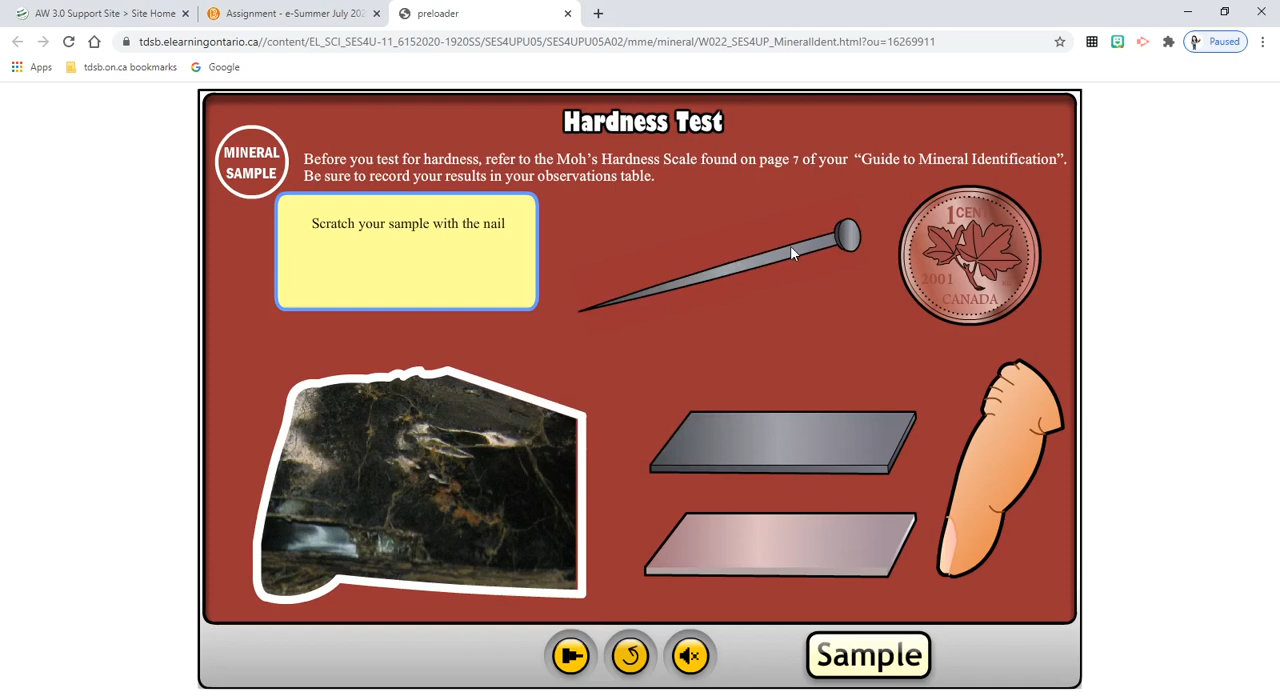 AW 3.0 Support Site > Site Home
Assignment - e-Summer July 202
preloader
tdsb.elearningontario.ca//content/EL_SCI_SES4U-11_6152020-1920SS/SES4UPU05/SES4UPU05A02/mme/mineral/W022_SES4UP_MineralIdent.html?ou=16269911
Paused
Apps
tdsb.on.ca bookmarks
Google
Hardness Test
MINERAL
SAMPLE
Before you test for hardness, refer to the Moh's Hardness Scale found on page 7 of your “Guide to Mineral Identification”.
Be sure to record your results in your observations table.
Scratch your sample with the nail
1 CENT
2001
CANADA
Sample